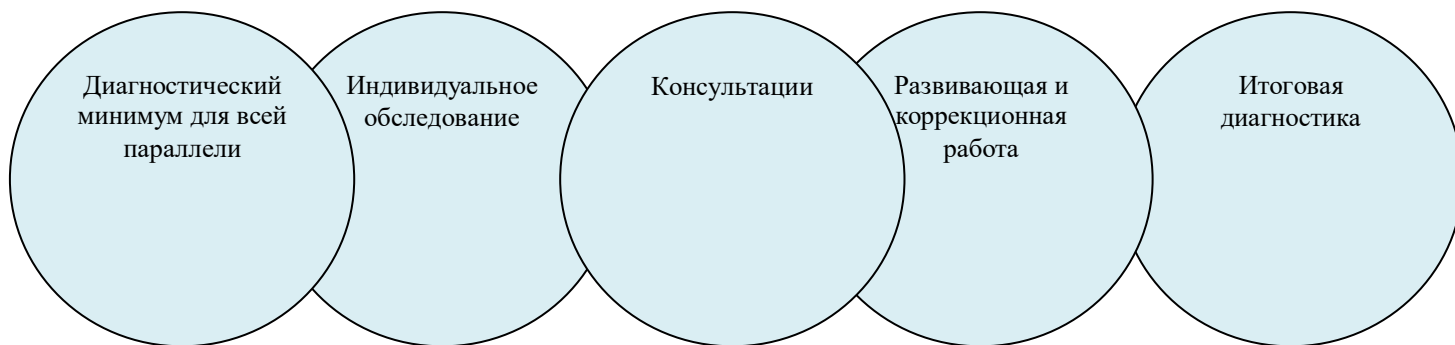 Диагностический
минимум для всей
параллели
Индивидуальное
обследование
Консультации
Развивающая и
коррекционная
работа
Итоговая
диагностика